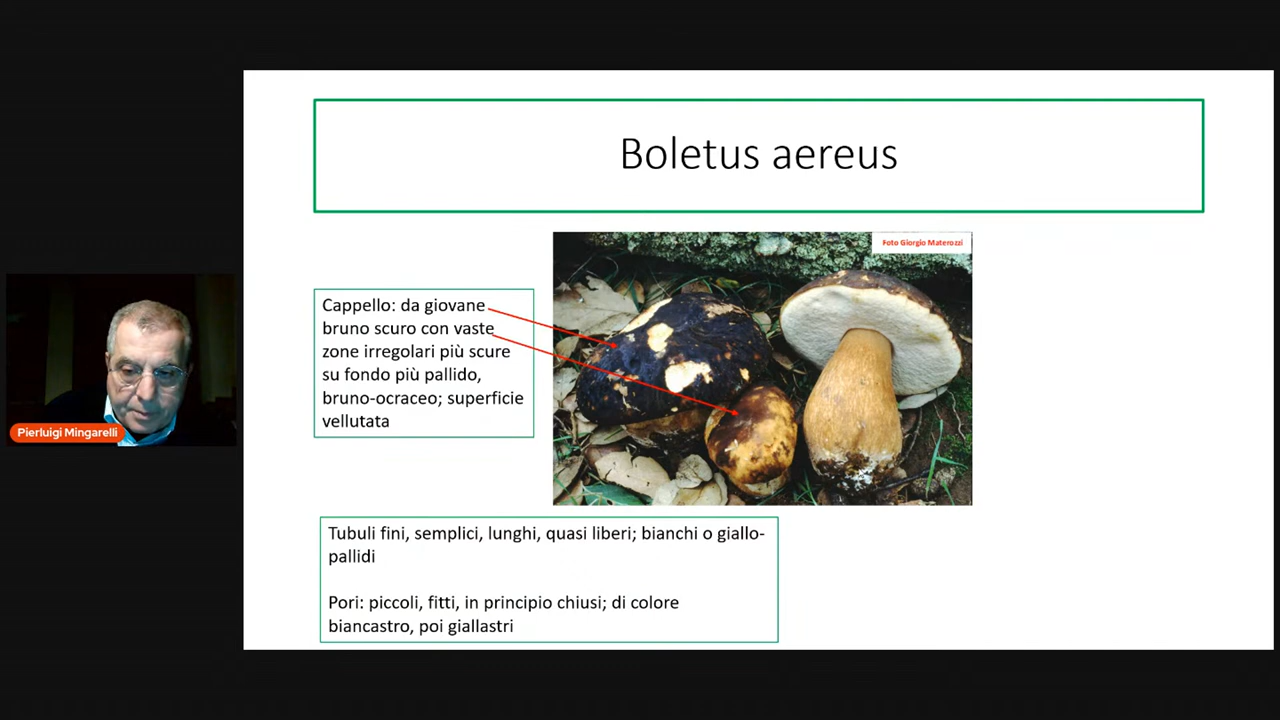 Boletus aereus
Foto Giorgio Materozzi
Cappello: da giovane
bruno scuro con vaste
zone irregolari più scure
su fondo più pallido,
bruno-ocraceo; superficie
vellutata
Pierluigi Mingarelli
Tubuli fini, semplici, lunghi, quasi liberi; bianchi o giallo-
pallidi
Pori: piccoli, fitti, in principio chiusi; di colore
biancastro, poi giallastri